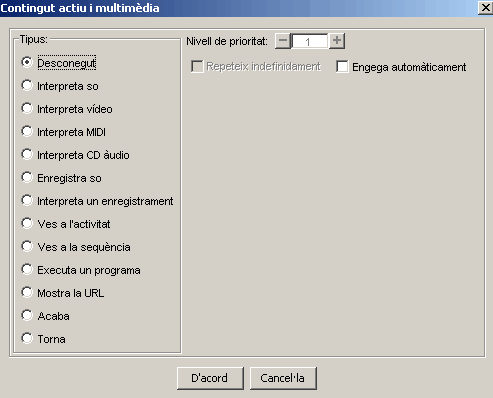 Contingut actiu i multimèdia
Tipus:
Desconegut
Interpreta so
Interpreta vídeo
Interpreta MIDI
Interpreta CD àudio
Enregistra so
Interpreta un enregistrament
Ves a l'activitat
Ves a la seqüència
Executa un programa
Mostra la URL
Acaba
Torna
Nivell de prioritat: 1
Repeteix indefinidament Engega automàticament
D'acord Cancel·la